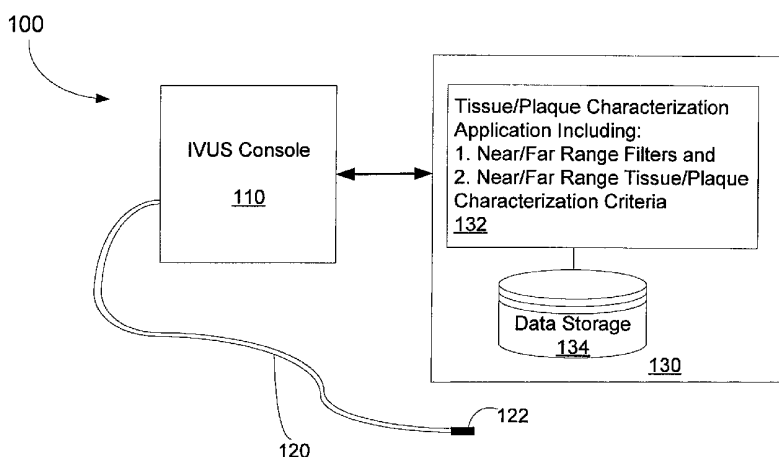 100
IVUS Console
110
Tissue/Plaque Characterization
Application Including:
1. Near/Far Range Filters and
2. Near/Far Range Tissue/Plaque
Characterization Criteria
132
Data Storage
134
130
122
120